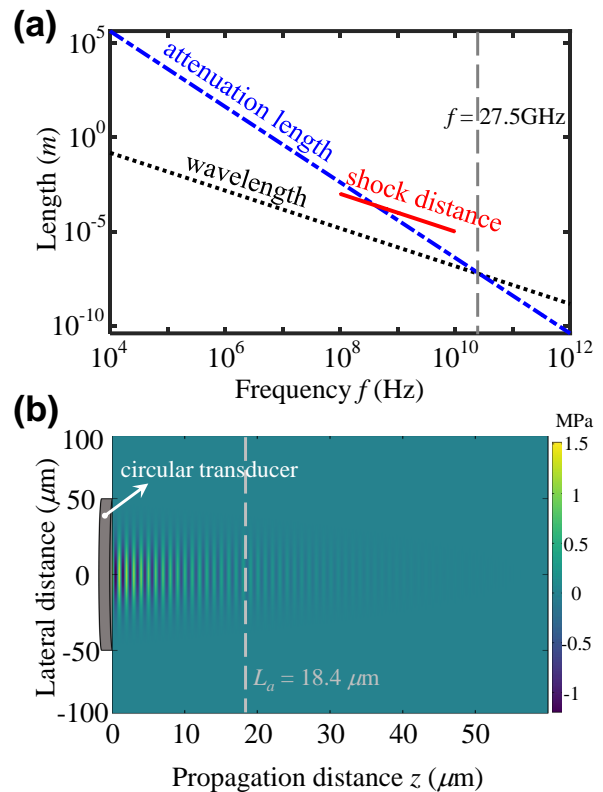 (a)
10^5
10^0
10^-5
10^-10
Length (m)
attenuation length
wavelength
shock distance
f = 27.5GHz
10^4
10^6
10^8
10^10
10^12
Frequency f (Hz)
(b)
MPa
100
50
0
-50
-100
Lateral distance (μm)
circular transducer
L_a = 18.4 μm
1.5
1
0.5
0
-0.5
-1
0
10
20
30
40
50
Propagation distance z (μm)